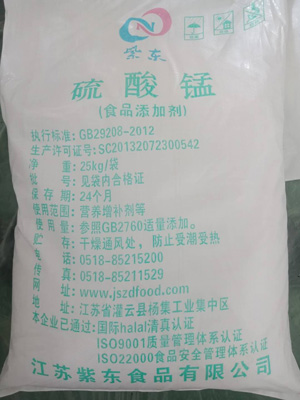 紫东
硫酸锰
(食品添加剂)
执行标准:GB29208-2012
生产许可证号:SC20132072300542
净重:25kg/袋
批号:见袋内合格证
保存期:24个月
使用范围:营养增补剂等
使用量:参照GB2760适量添加。
贮存:干燥通风处，防止受潮受热
电话:0518-85215200
传真:0518-85211529
网址:www.jszdfood.com
厂址:江苏省灌云县杨集工业集中区
本企业已通过:国际halal清真认证
ISO9001质量管理体系认证
ISO22000食品安全管理体系认证
江苏紫东食品有限公司